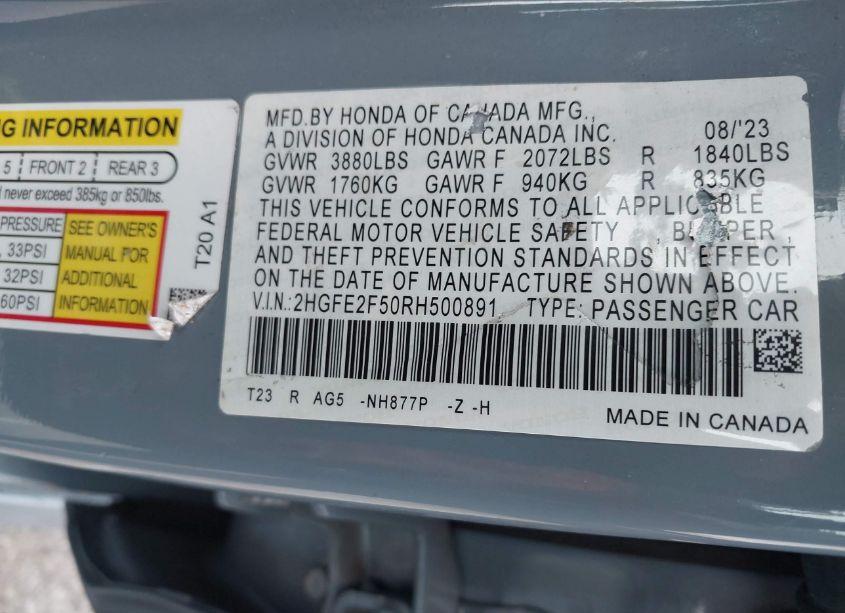 NG INFORMATION
5 FRONT 2 REAR 3
never exceed 385kg or 850lbs.
PRESSURE SEE OWNER'S
33PSI MANUAL FOR
32PSI ADDITIONAL
60PSI INFORMATION
T20 A1
MFD.BY HONDA OF CANADA MFG.,
A DIVISION OF HONDA CANADA INC. 08/'23
GVWR 3880LBS GAWR F 2072LBS R 1840LBS
GVWR 1760KG GAWR F 940KG R 835KG
THIS VEHICLE CONFORMS TO ALL APPLICABLE
FEDERAL MOTOR VEHICLE SAFETY , BUMPER ,
AND THEFT PREVENTION STANDARDS IN EFFECT
ON THE DATE OF MANUFACTURE SHOWN ABOVE.
V.I.N.: 2HGFE2F50RH500891 TYPE: PASSENGER CAR
T23 R AG5 -NH877P -Z -H
MADE IN CANADA